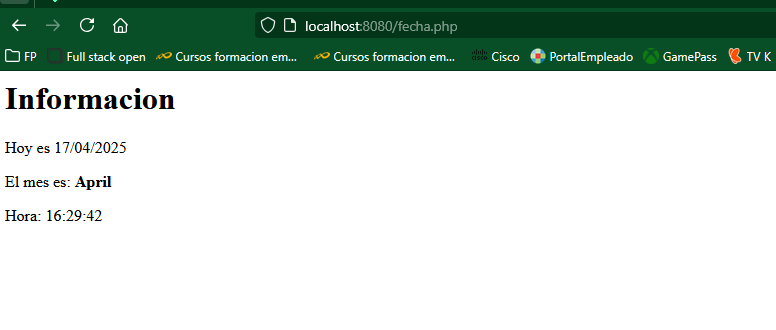 localhost:8080/fecha.php
FP Full stack open Cursos formacion em... Cursos formacion em... Cisco PortalEmpleado GamePass TV K
Informacion
Hoy es 17/04/2025
El mes es: April
Hora: 16:29:42